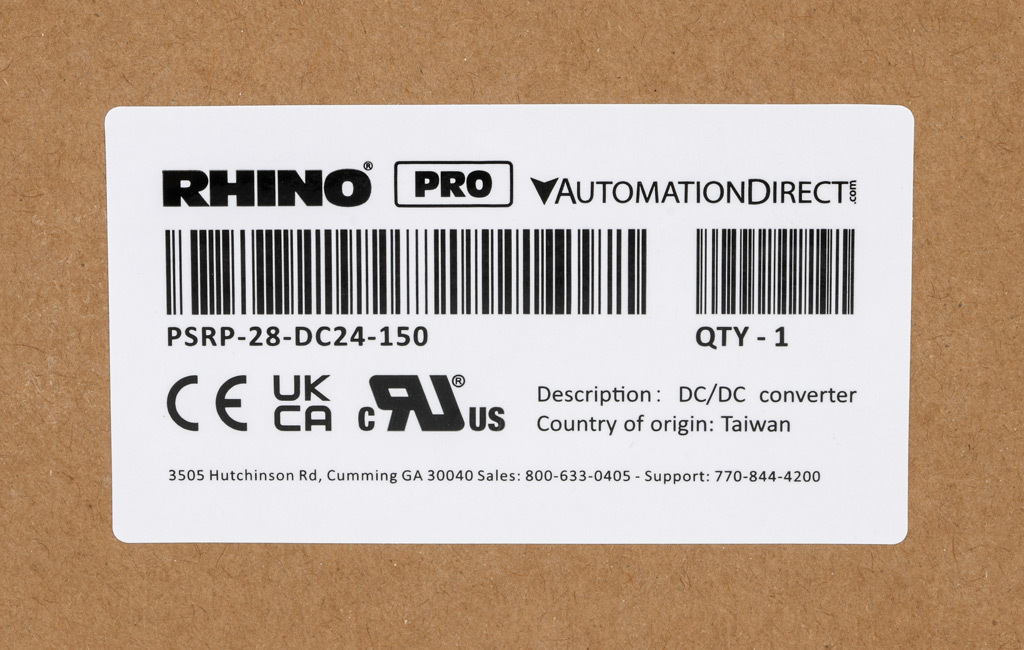 RHINO® PRO AUTOMATIONDIRECT.com
PSRP-28-DC24-150 QTY - 1
CE UK CA c RU® US
Description: DC/DC converter
Country of origin: Taiwan
3505 Hutchinson Rd, Cumming GA 30040 Sales: 800-633-0405 - Support: 770-844-4200